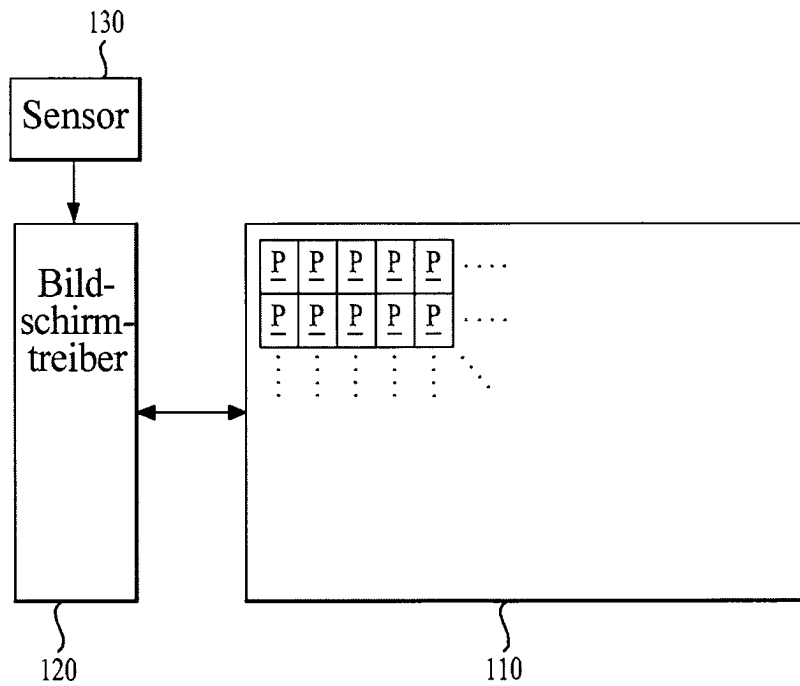 130
Sensor
Bild-
schirm-
treiber
P P P P P ....
P P P P P ....
120
110